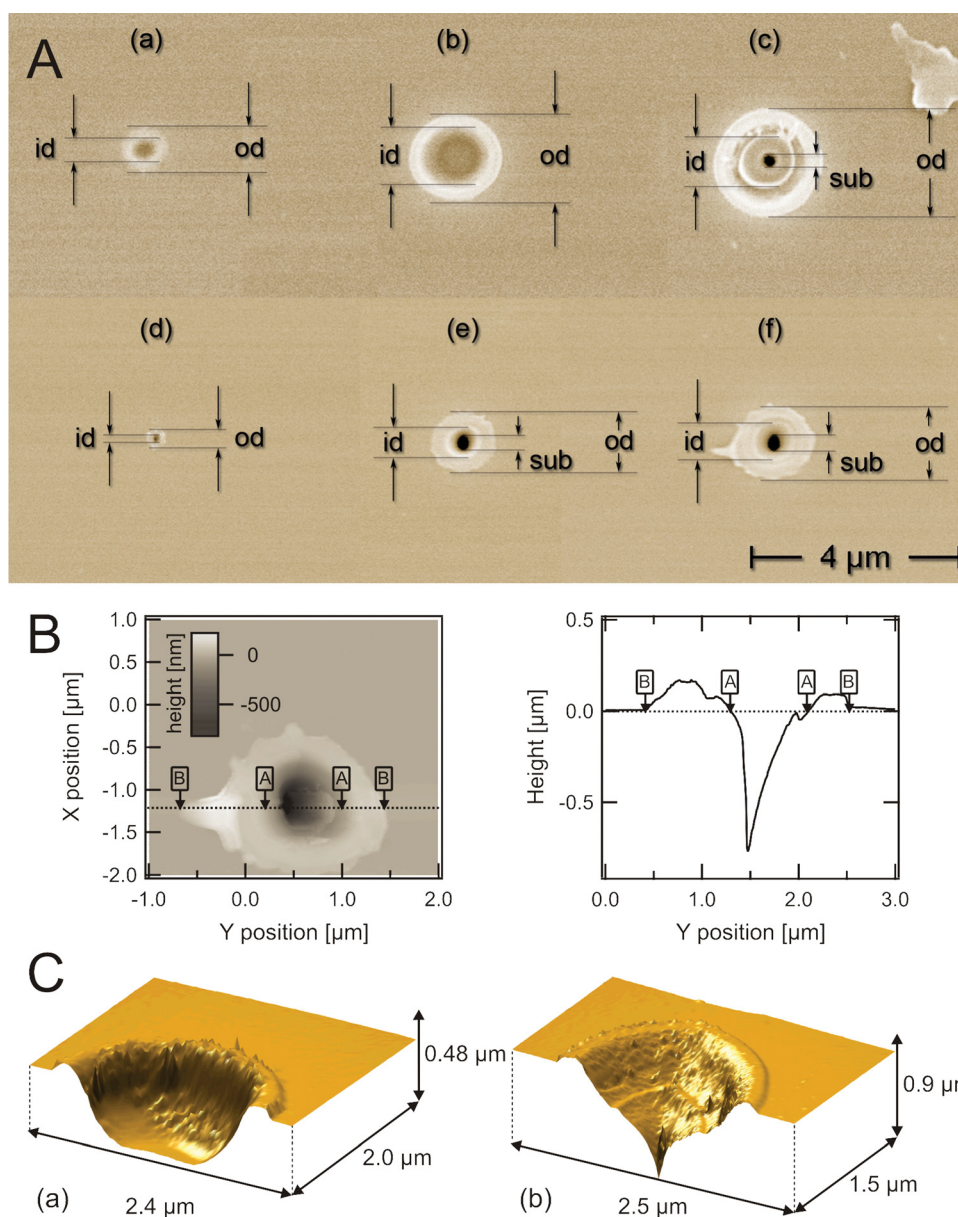 A
(a) (b) (c)
id od id od id sub od
(d) (e) (f)
id od id sub od id sub od
4 µm
B
X position [µm]
1.0
0.5
0.0
-0.5
-1.0
-1.5
-2.0
height [nm]
0
-500
B A A B
-1.0 0.0 1.0 2.0
Y position [µm]
Height [µm]
0.5
0.0
-0.5
B A A B
0.0 1.0 2.0 3.0
Y position [µm]
C
0.48 µm
2.0 µm
2.4 µm
(a)
0.9
1.5 µm
2.5 µm
(b)